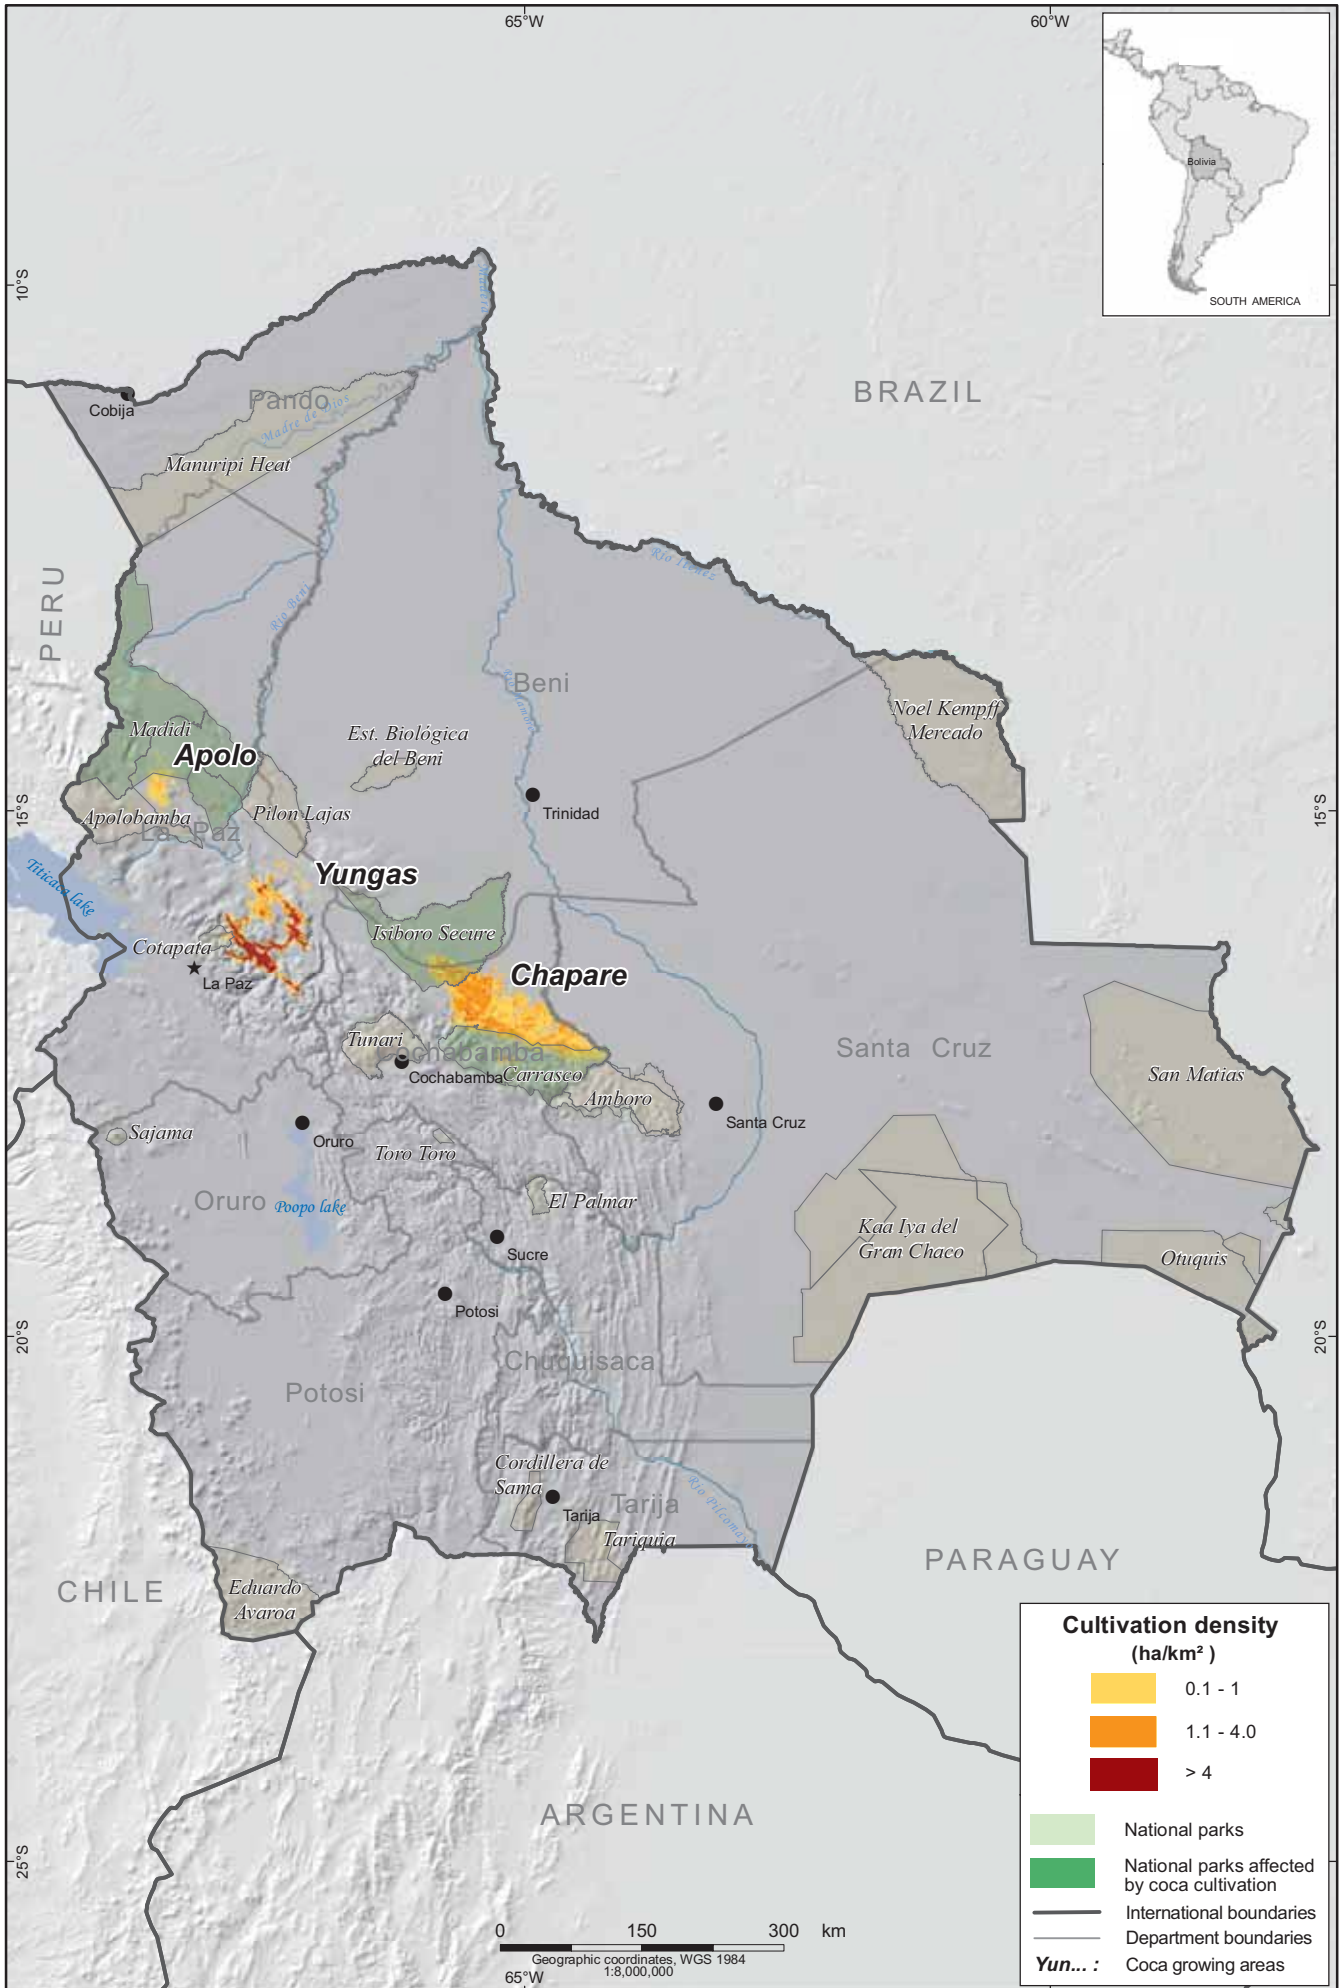 65°W
60°W
Bolivia
SOUTH AMERICA
10°S
Madera
BRAZIL
Cobija
Pando
Madre de Dios
Manuripi Heat
PERU
Rio Itenez
Rio Beni
Beni
Rio Mamore
Noel Kempff
Mercado
Madidi
Apolo
Est. Biológica
del Beni
15°S
15°S
Trinidad
Apolobamba
Pilon Lajas
La Paz
Titicaca lake
Yungas
Isiboro Secure
Cotapata
La Paz
Chapare
Tunari
Cochabamba
Cochabamba
Carrasco
Santa Cruz
San Matias
Amboro
Santa Cruz
Sajama
Oruro
Toro Toro
Oruro
Poopo lake
El Palmar
Kaa Iya del
Gran Chaco
Sucre
Otuquis
Potosi
20°S
20°S
Chuquisaca
Potosi
Cordillera de
Sama
Tarija
Tarija
Rio Pilcomayo
Tariquia
PARAGUAY
CHILE
Eduardo
Avaroa
Cultivation density
(ha/km² )
0.1 - 1
1.1 - 4.0
> 4
ARGENTINA
National parks
National parks affected
by coca cultivation
International boundaries
Department boundaries
Yun... : Coca growing areas
25°S
0 150 300 km
Geographic coordinates, WGS 1984
1:8,000,000
65°W